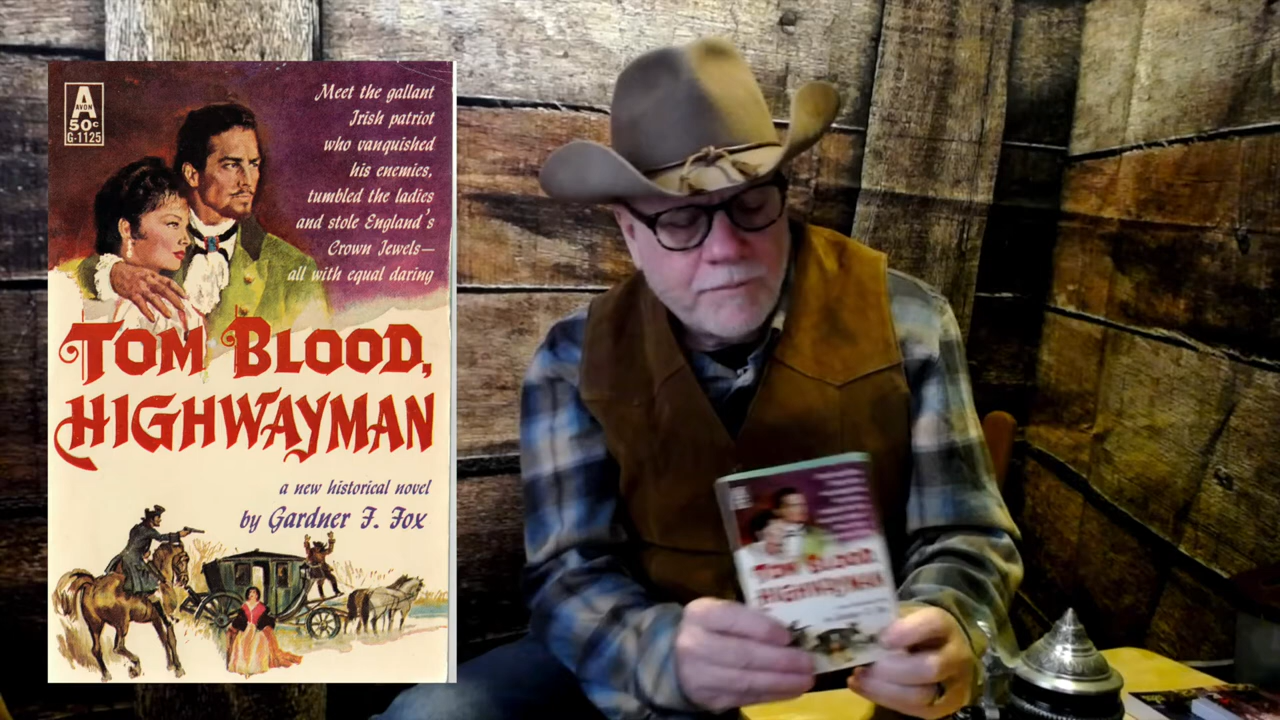 A
AVON
50¢
G-1125
Meet the gallant
Irish patriot
who vanquished
his enemies,
tumbled the ladies
and stole England's
Crown Jewels—
all with equal daring
TOM BLOOD,
HIGHWAYMAN
a new historical novel
by Gardner F. Fox
TOM BLOOD,
HIGHWAYMAN